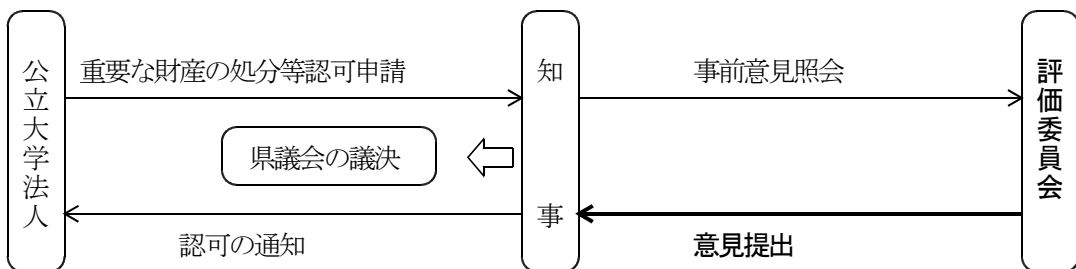 公立大学法人
重要な財産の処分等認可申請
県議会の議決
認可の通知
知事
事前意見照会
意見提出
評価委員会